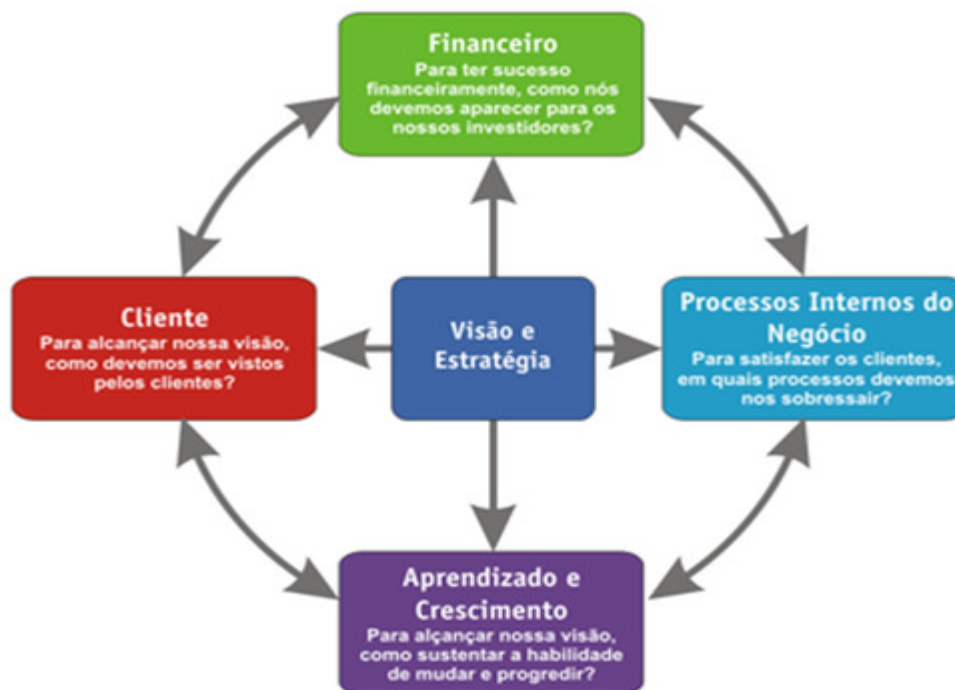 Financeiro
Para ter sucesso
financeiramente, como nós
devemos aparecer para os
nossos investidores?
Cliente
Para alcançar nossa visão,
como devemos ser vistos
pelos clientes?
Visão e
Estratégia
Processos Internos do
Negócio
Para satisfazer os clientes,
em quais processos devemos
nos sobressair?
Aprendizado e
Crescimento
Para alçançar nossa visão,
como sustentar a habilidade
de mudar e progredir?